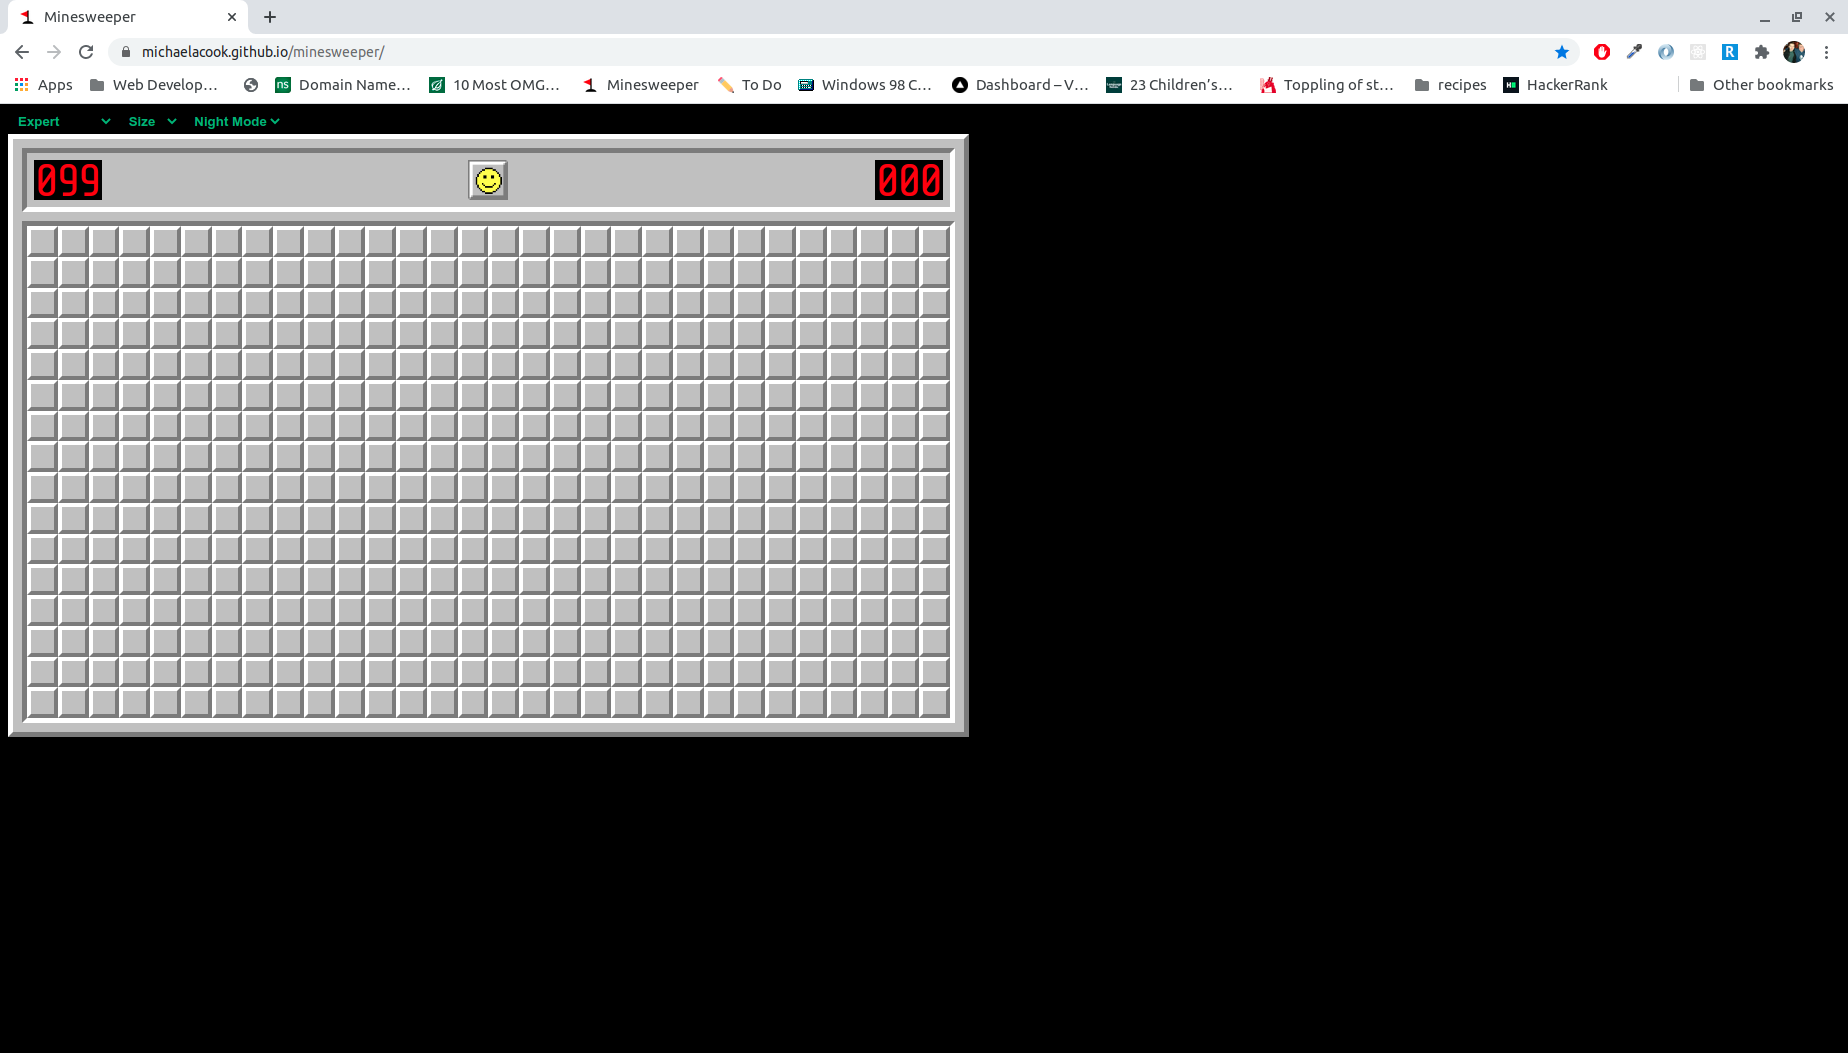 Minesweeper
michaelacook.github.io/minesweeper/
Apps Web Develop… Domain Name… 10 Most OMG… Minesweeper To Do Windows 98 C… Dashboard – V… 23 Children’s… Toppling of st… recipes HackerRank Other bookmarks
Expert Size Night Mode
099 000